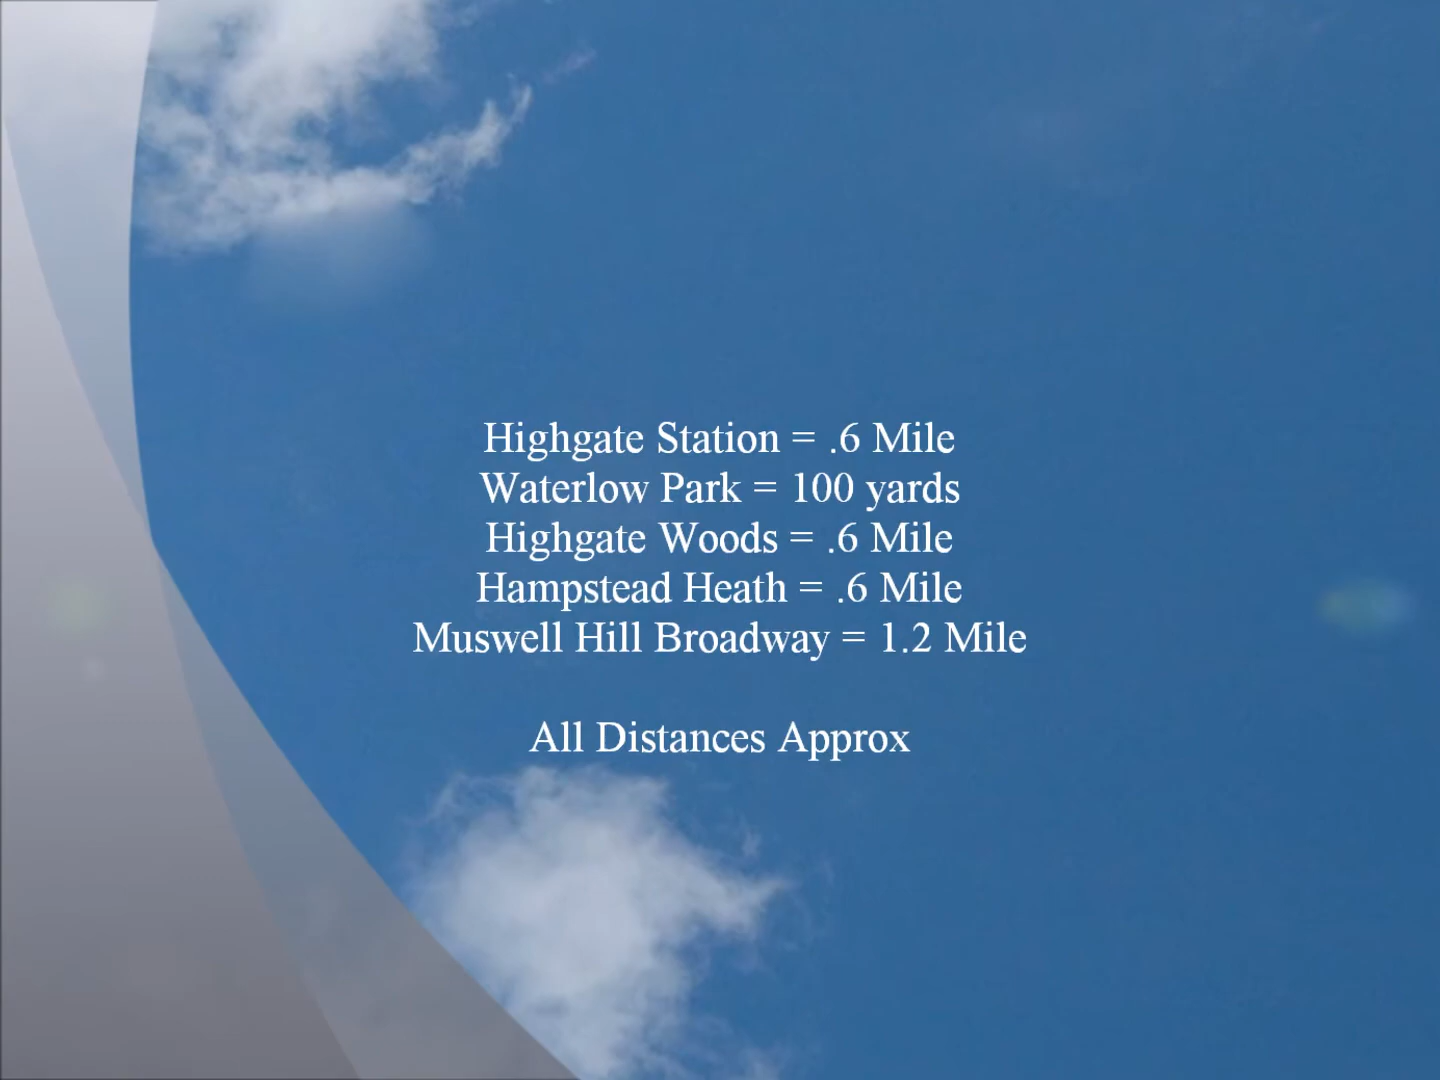 Highgate Station = .6 Mile
Waterlow Park = 100 yards
Highgate Woods = .6 Mile
Hampstead Heath = .6 Mile
Muswell Hill Broadway = 1.2 Mile
All Distances Approx